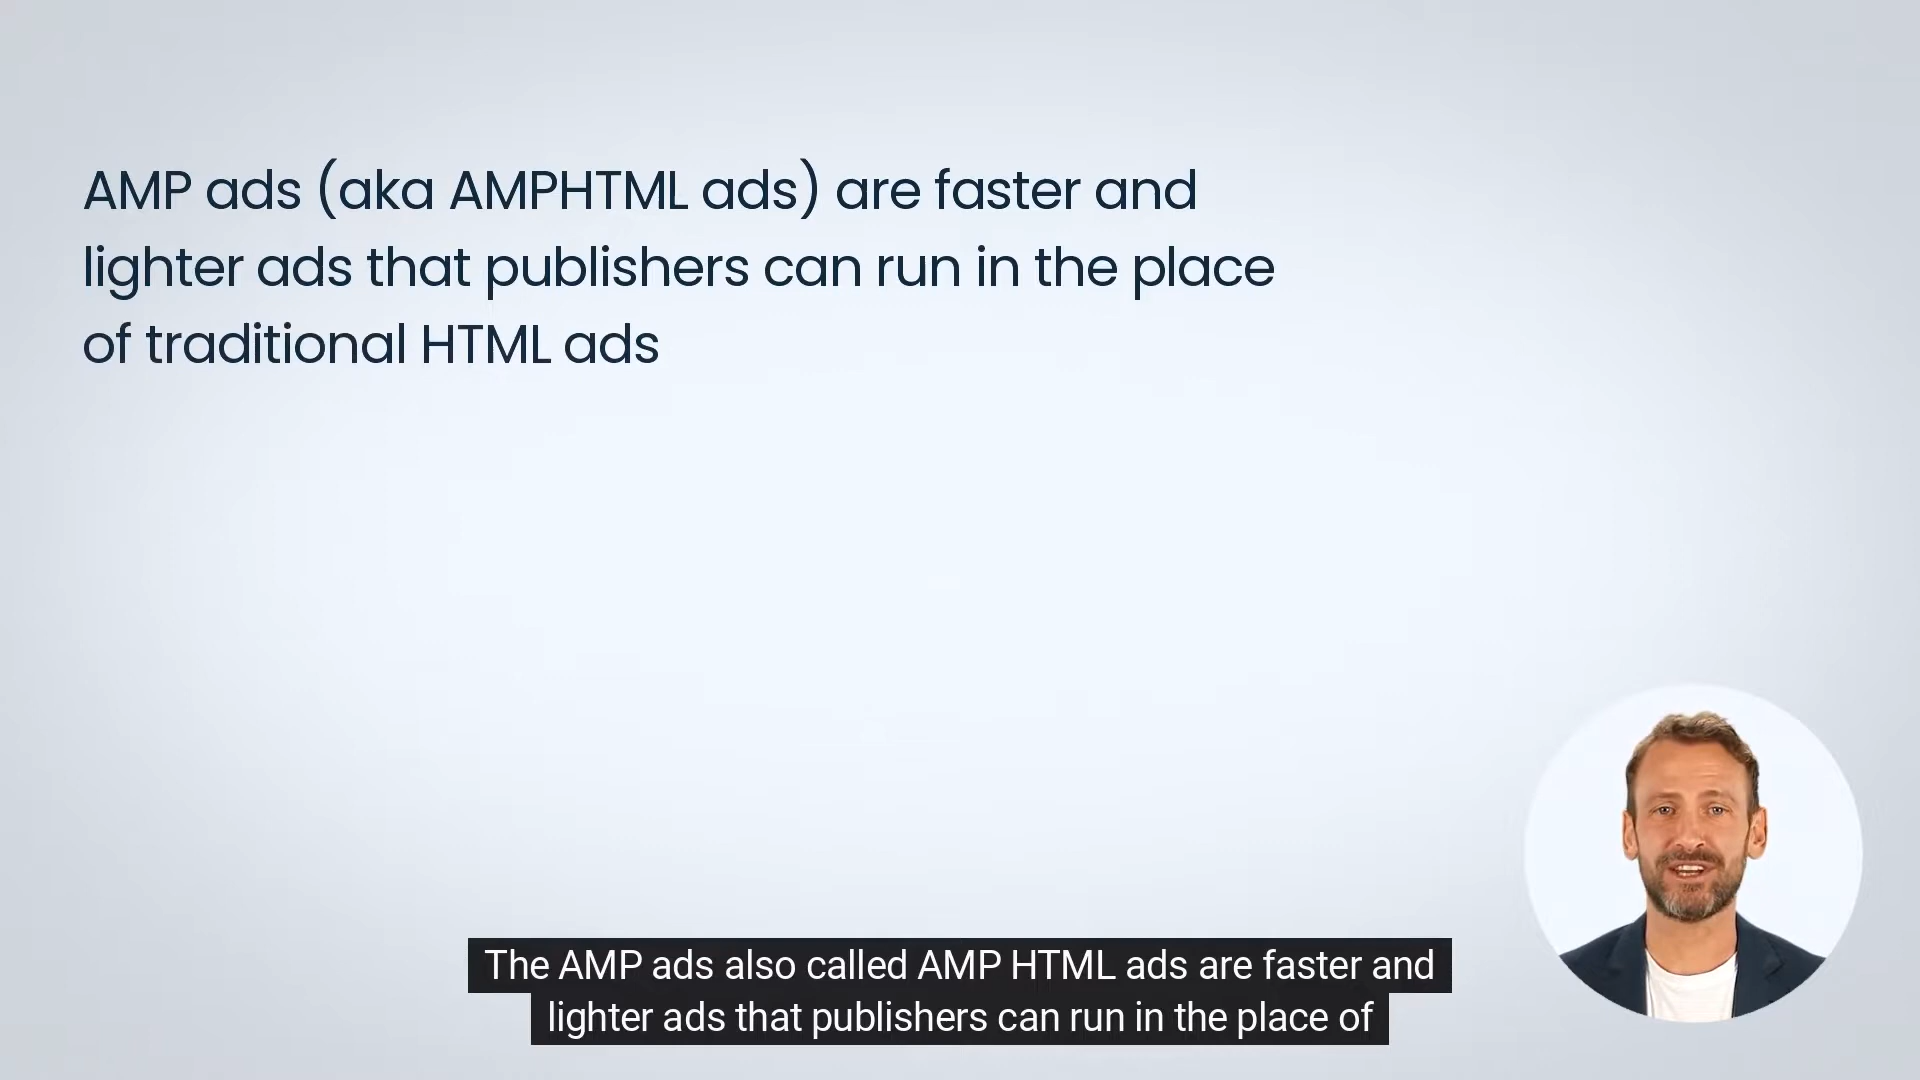 AMP ads (aka AMPHTML ads) are faster and
lighter ads that publishers can run in the place
of traditional HTML ads
The AMP ads also called AMP HTML ads are faster and
lighter ads that publishers can run in the place of